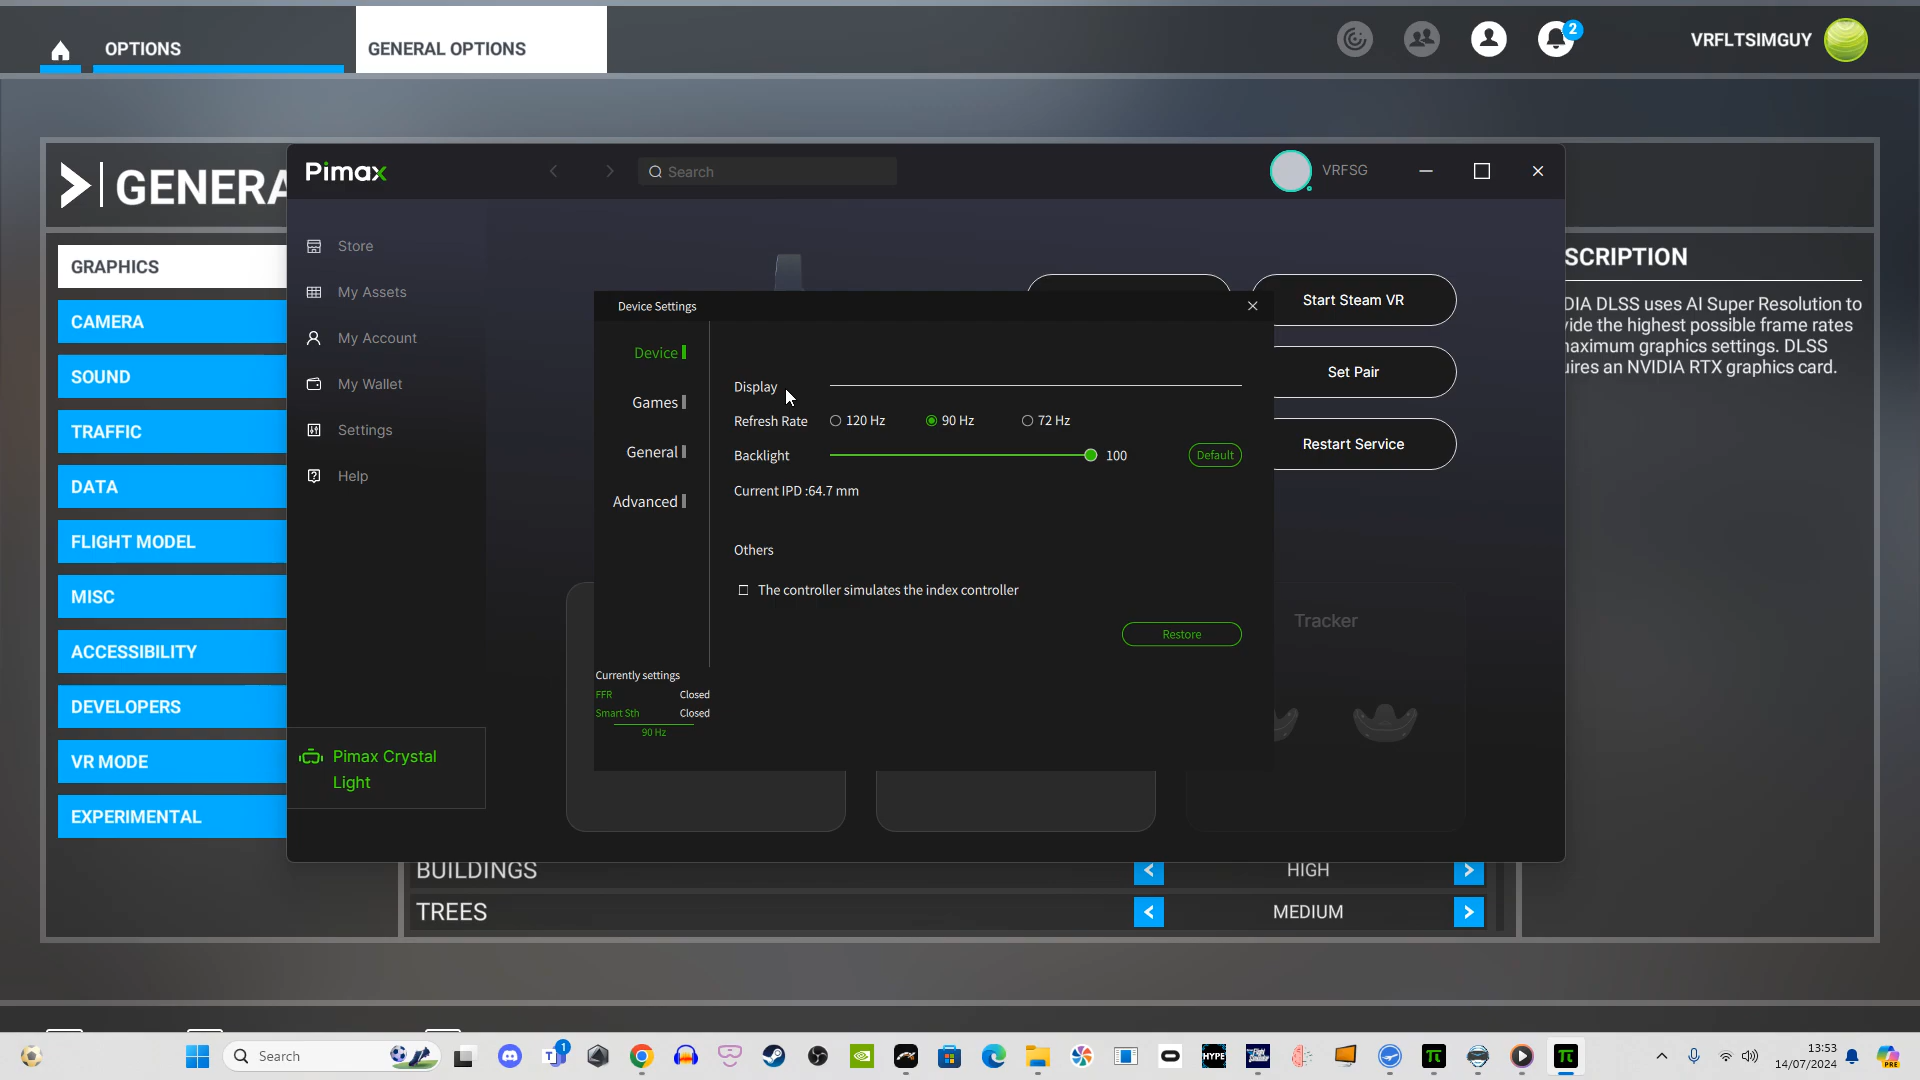 OPTIONS
GENERAL OPTIONS
2
VRFLTSIMGUY
GENERA
GRAPHICS
CAMERA
SOUND
TRAFFIC
DATA
FLIGHT MODEL
MISC
ACCESSIBILITY
DEVELOPERS
VR MODE
EXPERIMENTAL
Pimax
Search
VRFSG
Store
My Assets
My Account
My Wallet
Settings
Help
Pimax Crystal
Light
Start Steam VR
Set Pair
Restart Service
Tracker
Device Settings
Device
Games
General
Advanced
Display
Refresh Rate 120 Hz 90 Hz 72 Hz
Backlight 100 Default
Current IPD :64.7 mm
Others
The controller simulates the index controller
Restore
Currently settings
FFR Closed
Smart Sth Closed
90 Hz
SCRIPTION
DIA DLSS uses AI Super Resolution to
ide the highest possible frame rates
aximum graphics settings. DLSS
ires an NVIDIA RTX graphics card.
BUILDINGS HIGH
TREES MEDIUM
Search
1
HYPE
13:53
14/07/2024
PRE